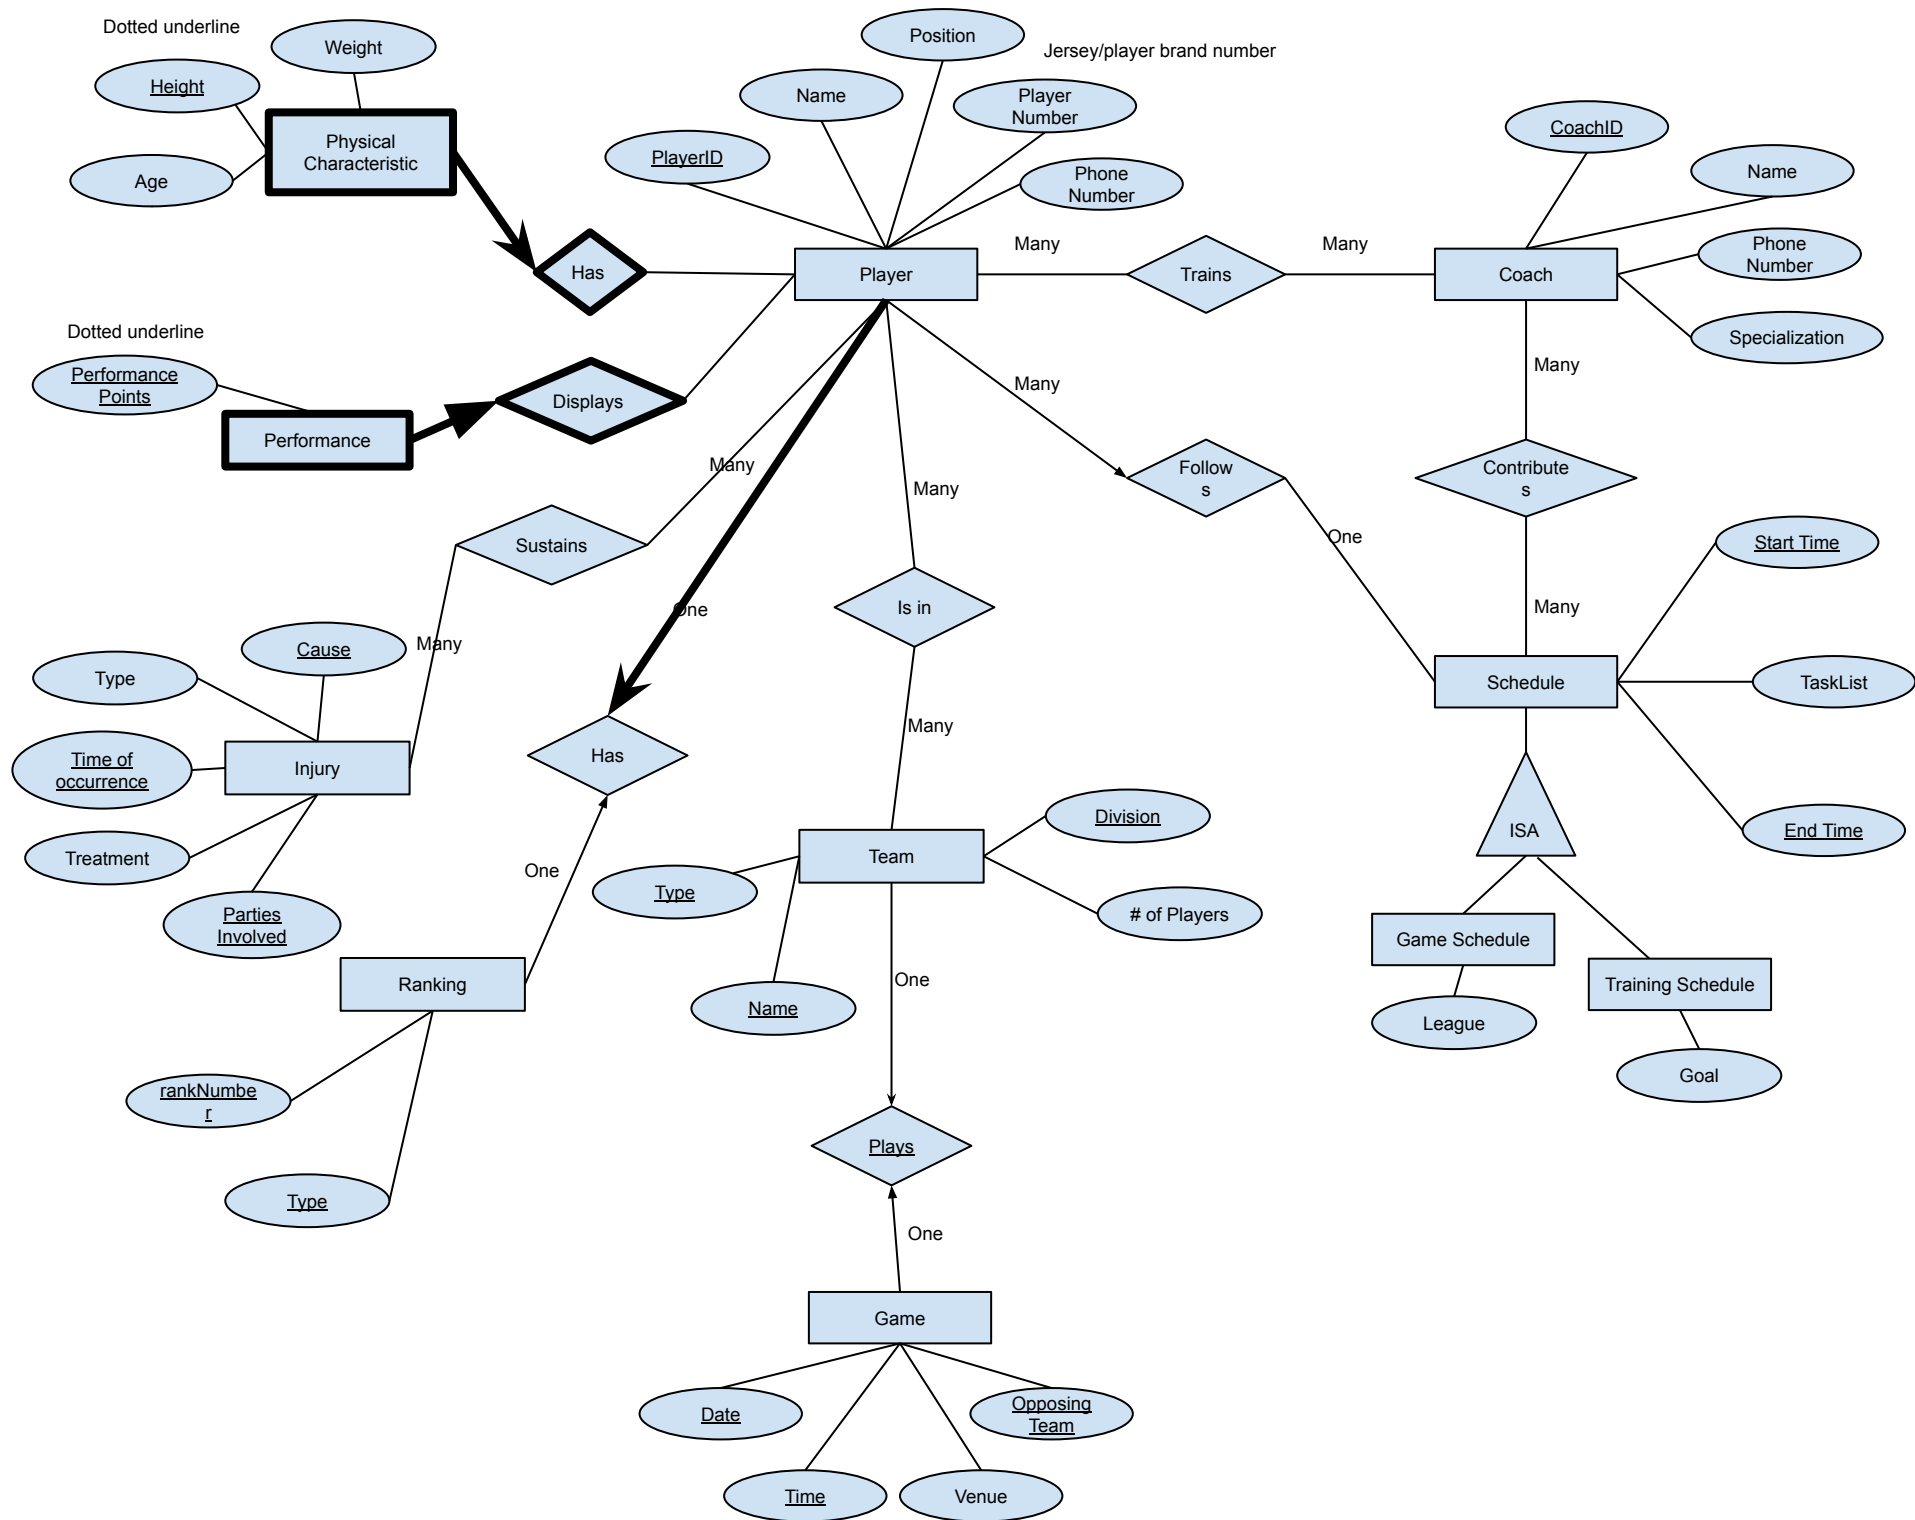 Dotted underline
Weight
Height
Physical
Characteristic
Age
Has
Position
Jersey/player brand number
Name
Player
Number
PlayerID
Phone
Number
Player
Many
Trains
Many
CoachID
Name
Phone
Number
Coach
Specialization
Dotted underline
Performance
Points
Performance
Displays
Many
Sustains
Many
Many
Follow
s
One
Many
Contribute
s
Many
Start Time
TaskList
End Time
Schedule
ISA
Game Schedule
League
Training Schedule
Goal
Many
Is in
Many
One
Has
One
Cause
Type
Time of
occurrence
Injury
Treatment
Parties
Involved
Ranking
rankNumbe
r
Type
Team
Division
# of Players
Type
Name
One
Plays
One
Game
Date
Opposing
Team
Time
Venue